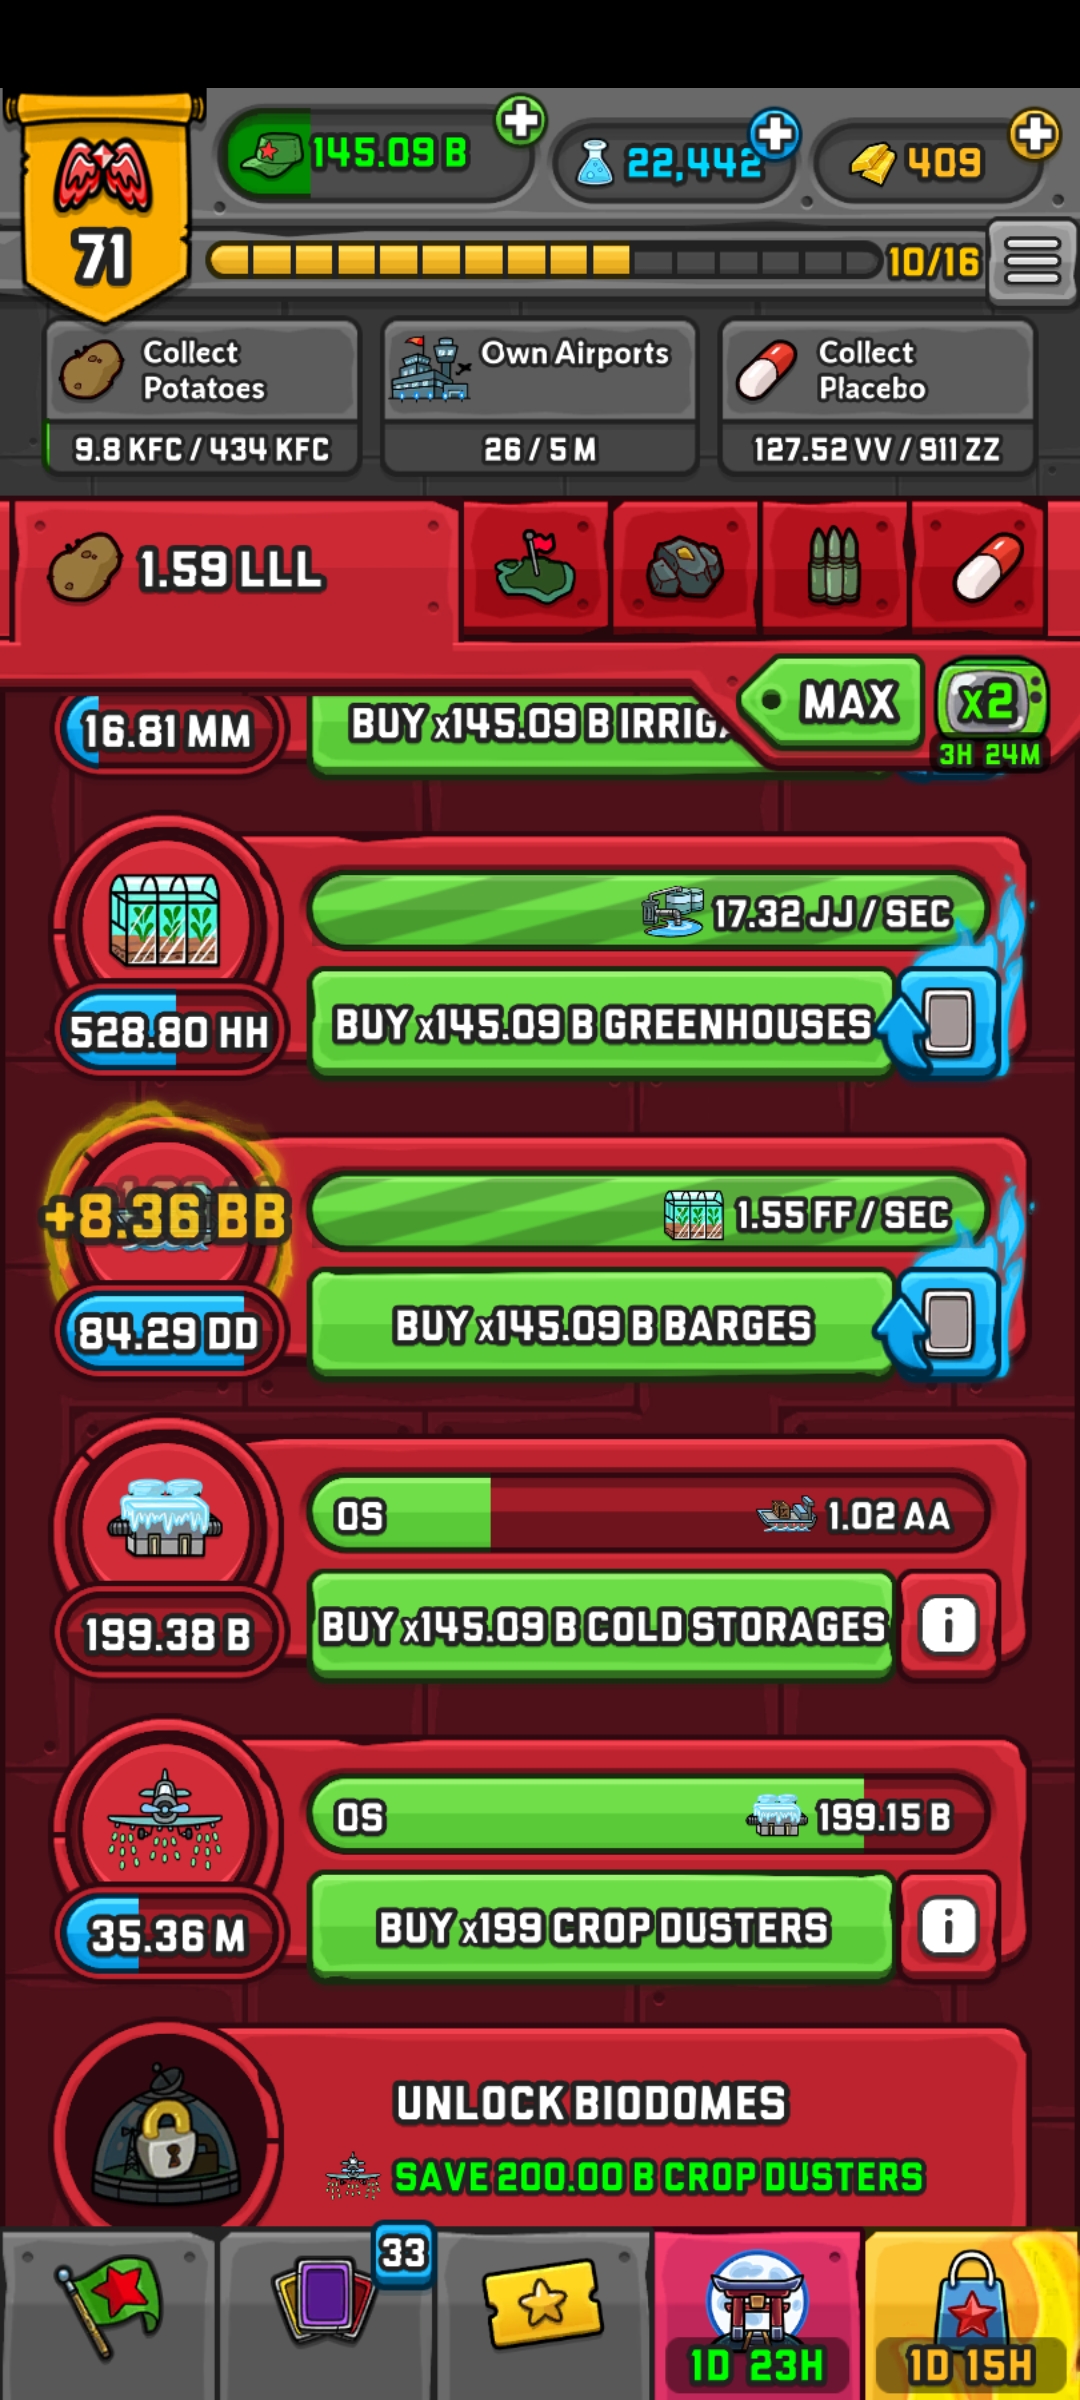 145.09 B
22,442
409
71
10/16
Collect
Potatoes
Own Airports
Collect
Placebo
9.8 KFC / 434 KFC
26 / 5 M
127.52 VV / 911 ZZ
1.59 LLL
MAX
x2
3H 24M
16.81 MM
BUY x145.09 B IRRIG
17.32 JJ / SEC
528.80 HH
BUY x145.09 B GREENHOUSES
+8.36 BB
1.55 FF / SEC
84.29 DD
BUY x145.09 B BARGES
0S
1.02 AA
199.38 B
BUY x145.09 B COLD STORAGES
i
0S
199.15 B
35.36 M
BUY x199 CROP DUSTERS
i
UNLOCK BIODOMES
SAVE 200.00 B CROP DUSTERS
33
1D 23H
1D 15H